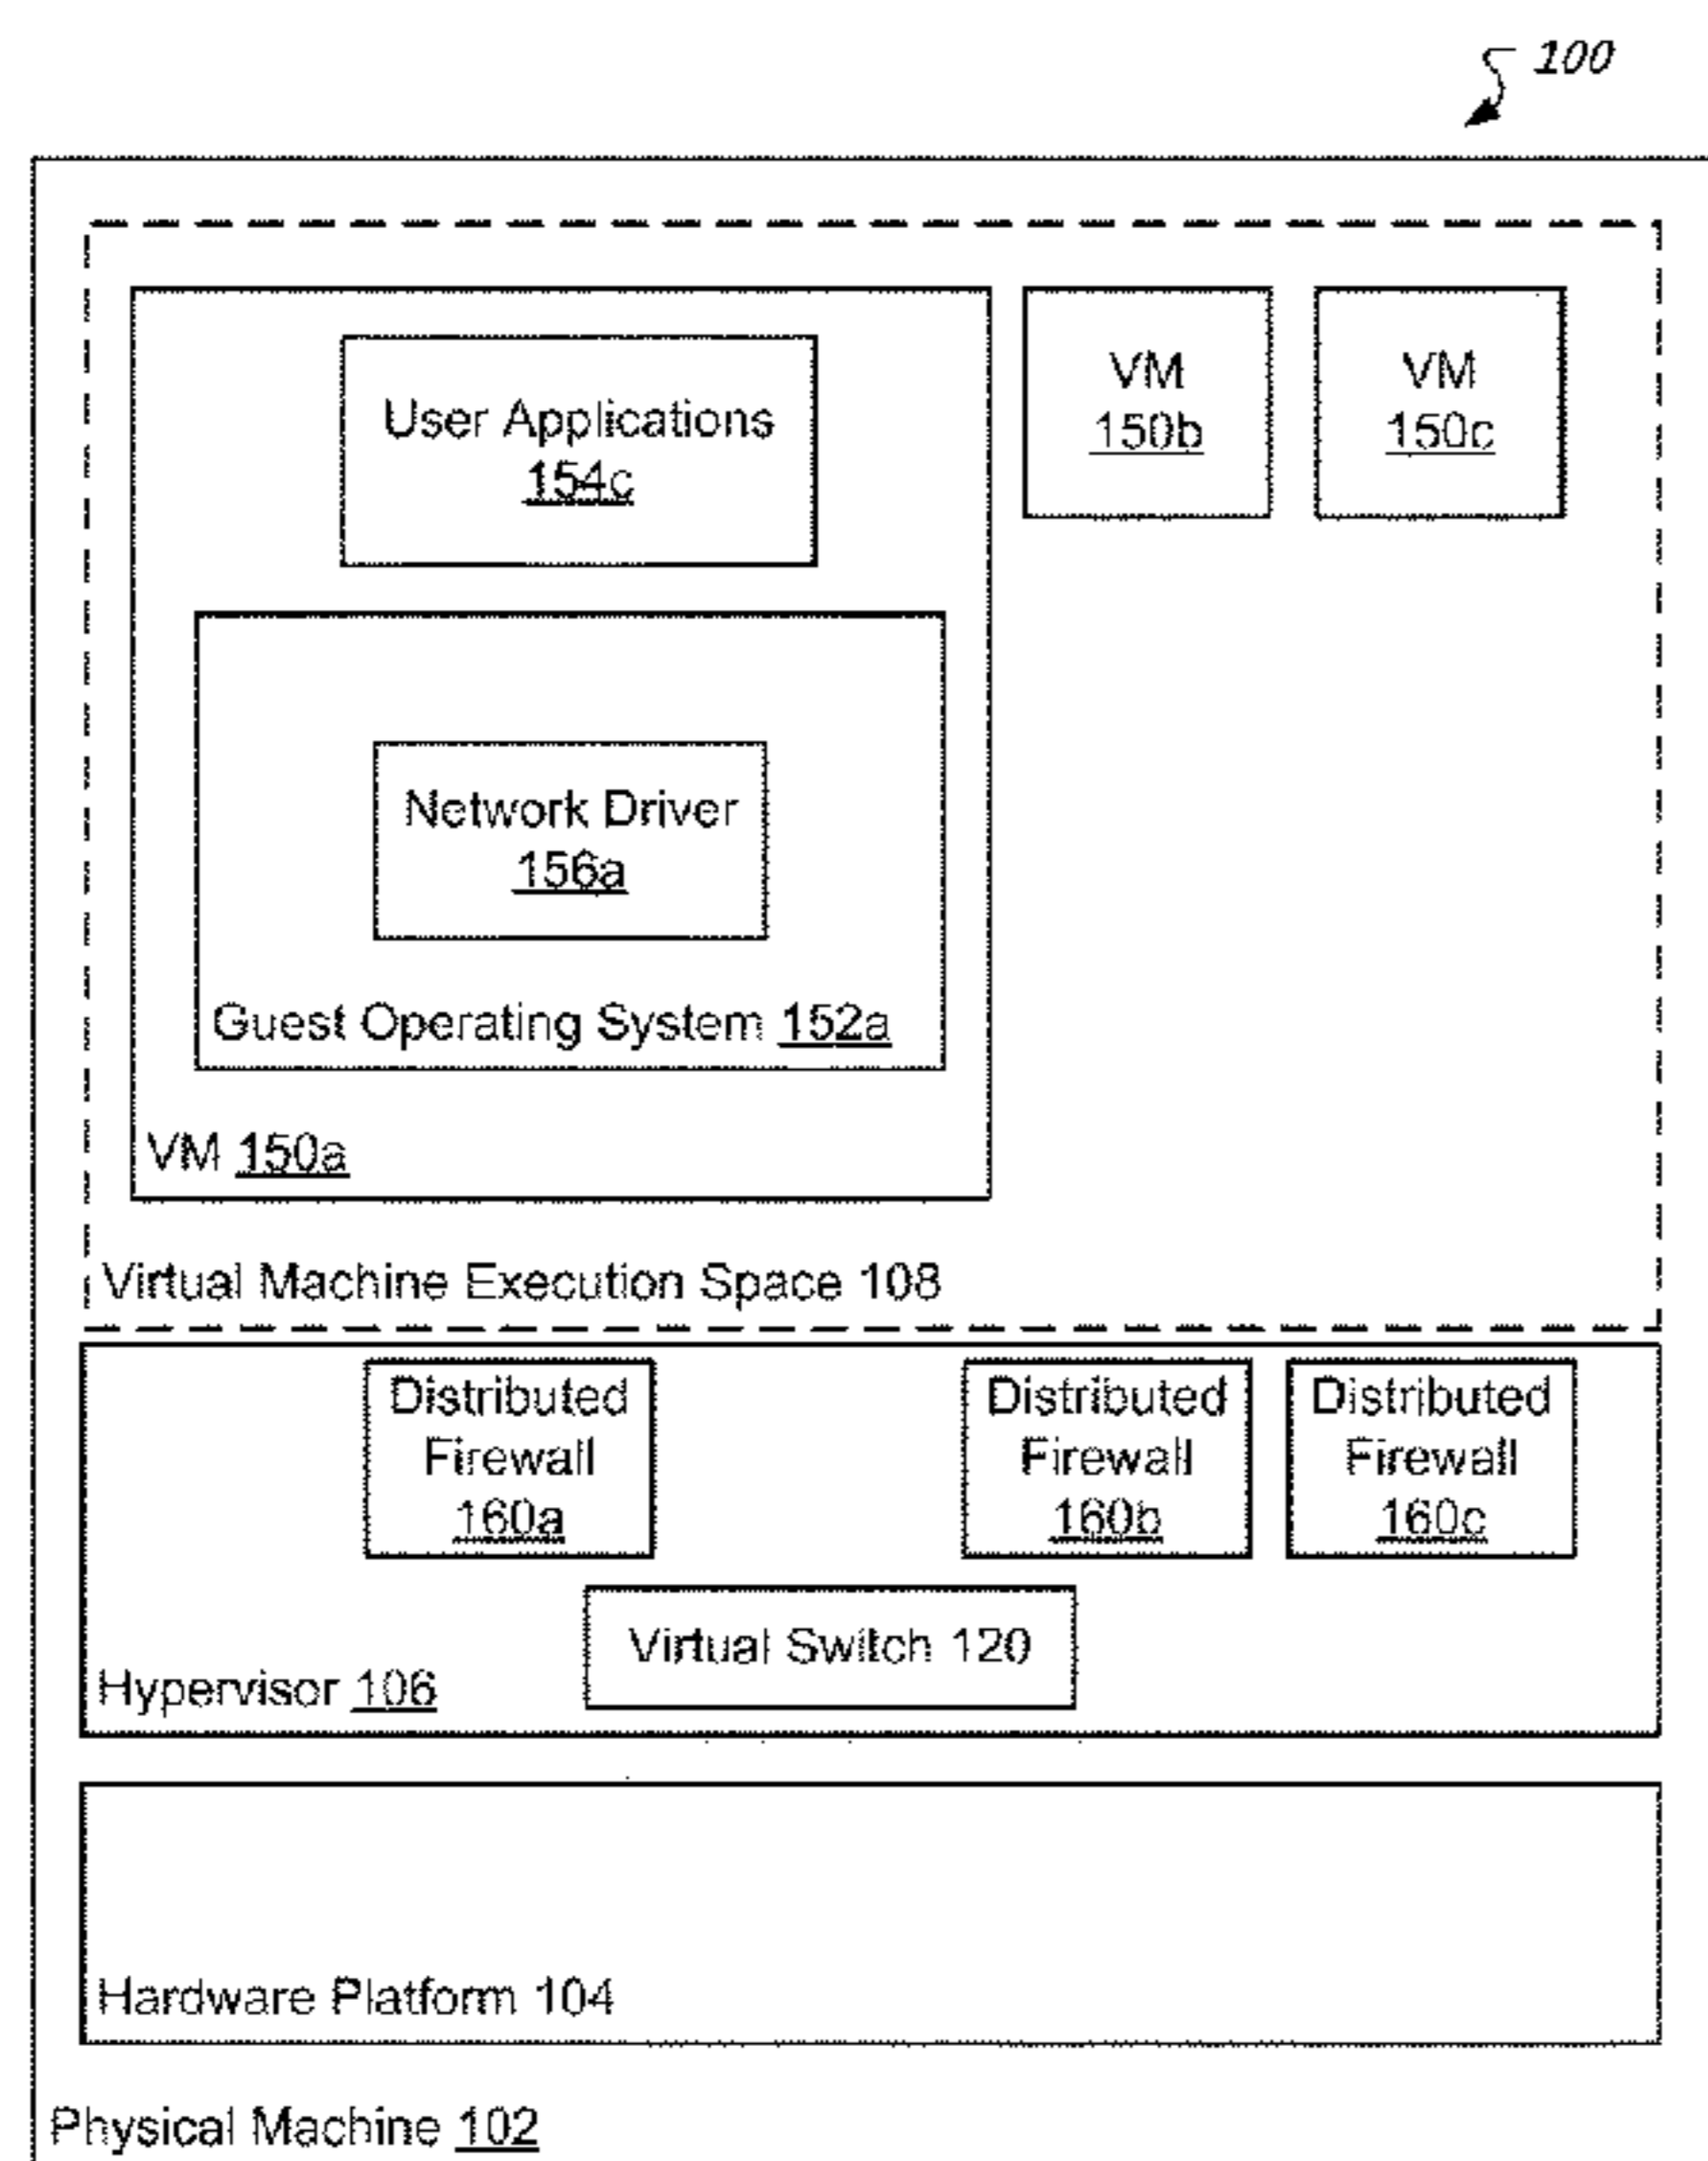 100
User Applications
154c
VM
150b
VM
150c
Network Driver
156a
Guest Operating System 152a
VM 150a
Virtual Machine Execution Space 108
Distributed
Firewall
160a
Distributed
Firewall
160b
Distributed
Firewall
160c
Virtual Switch 120
Hypervisor 106
Hardware Platform 104
Physical Machine 102